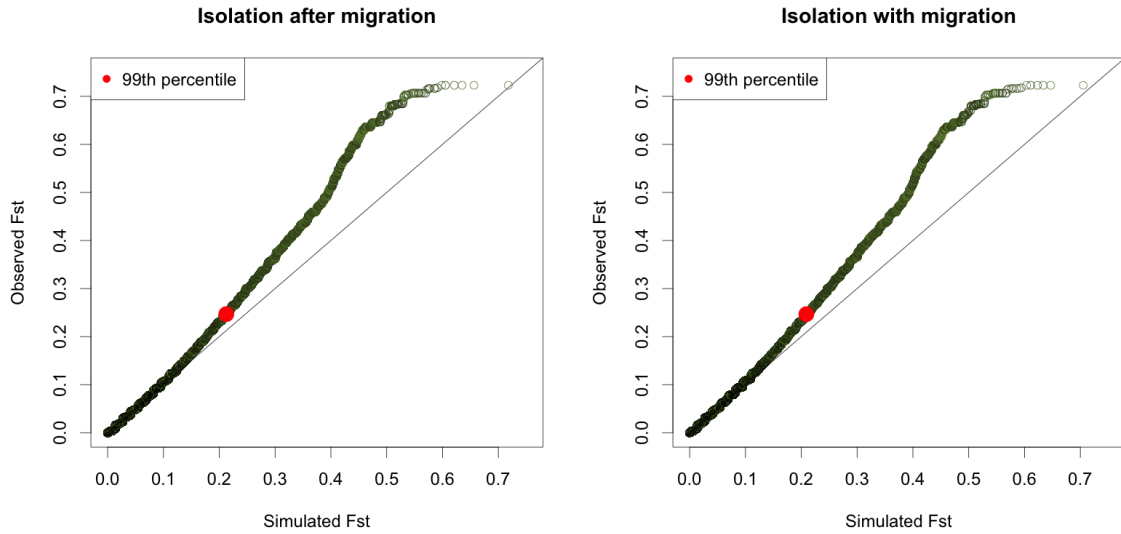 Isolation after migration
99th percentile
Observed Fst
0.0 0.1 0.2 0.3 0.4 0.5 0.6 0.7
0.0 0.1 0.2 0.3 0.4 0.5 0.6 0.7
Simulated Fst
Isolation with migration
99th percentile
Observed Fst
0.0 0.1 0.2 0.3 0.4 0.5 0.6 0.7
0.0 0.1 0.2 0.3 0.4 0.5 0.6 0.7
Simulated Fst